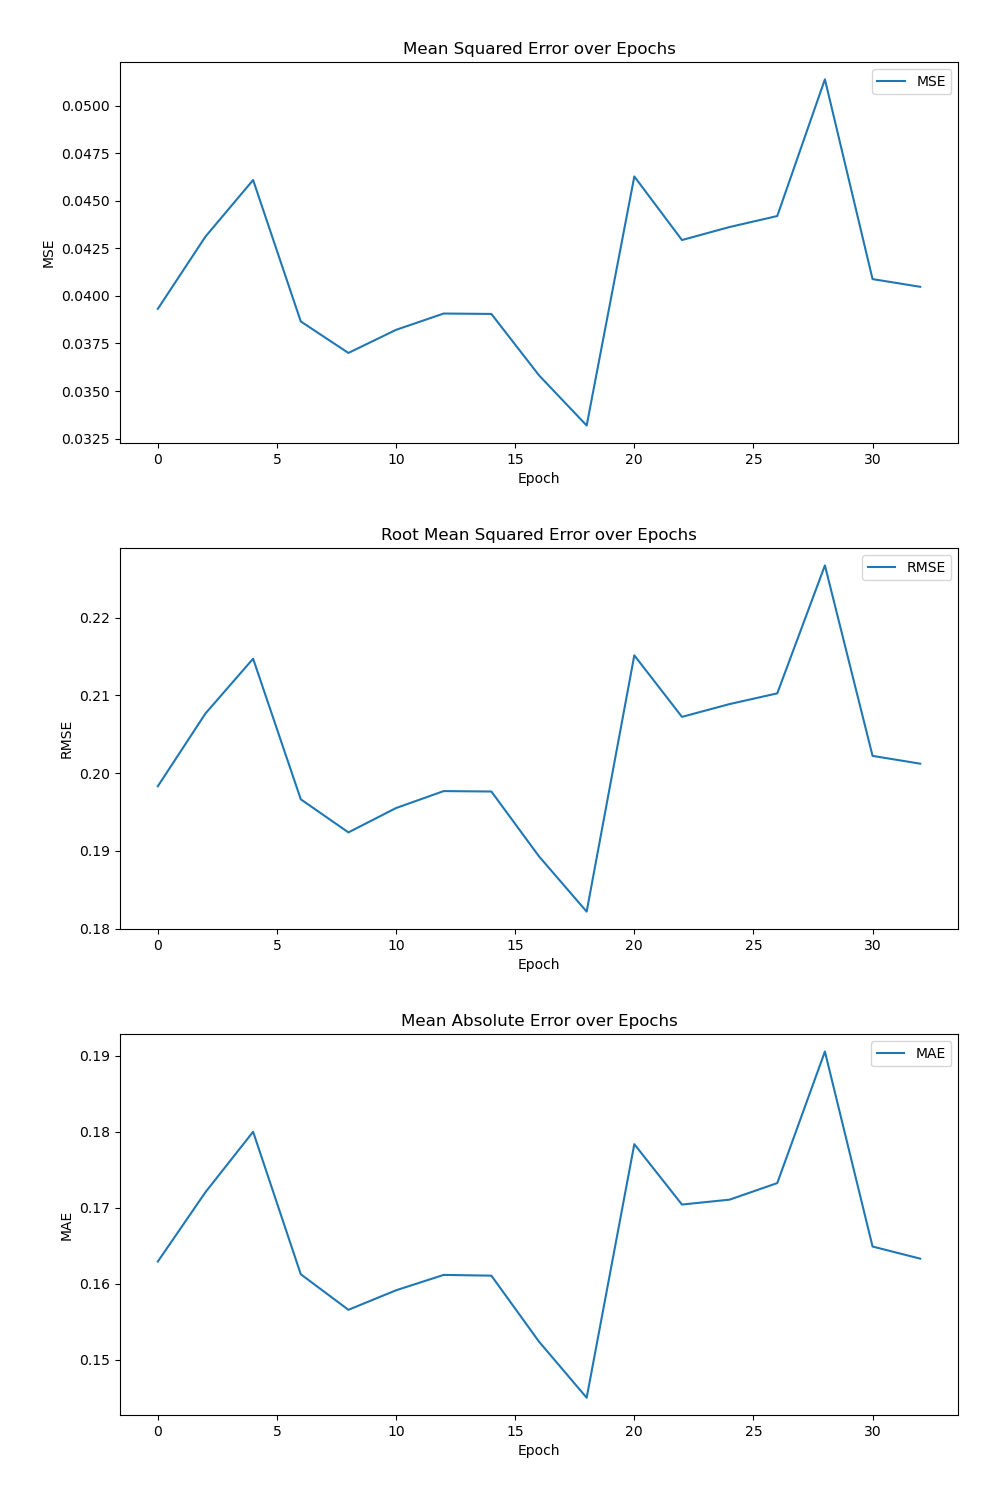 Mean Squared Error over Epochs
MSE
0.0500
0.0475
0.0450
0.0425
0.0400
0.0375
0.0350
0.0325
MSE
0 5 10 15 20 25 30
Epoch
Root Mean Squared Error over Epochs
RMSE
0.22
0.21
0.20
0.19
0.18
RMSE
0 5 10 15 20 25 30
Epoch
Mean Absolute Error over Epochs
MAE
0.19
0.18
0.17
0.16
0.15
MAE
0 5 10 15 20 25 30
Epoch